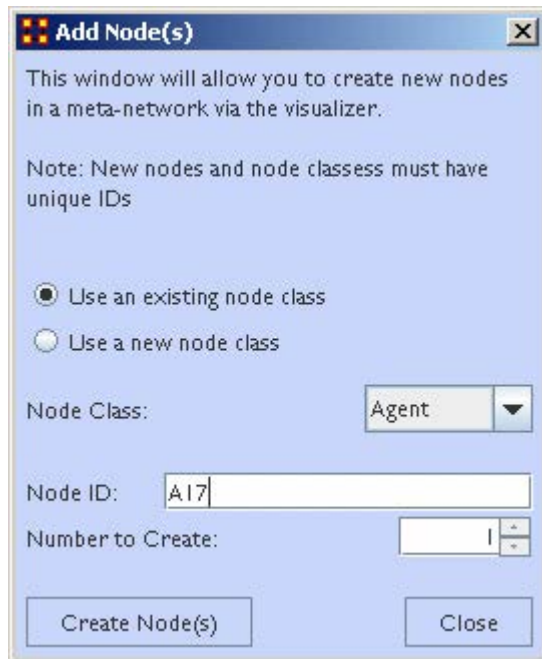 Add Node(s)
This window will allow you to create new nodes
in a meta-network via the visualizer.
Note: New nodes and node classess must have
unique IDs
Use an existing node class
Use a new node class
Node Class: Agent
Node ID: A17
Number to Create: 1
Create Node(s) Close